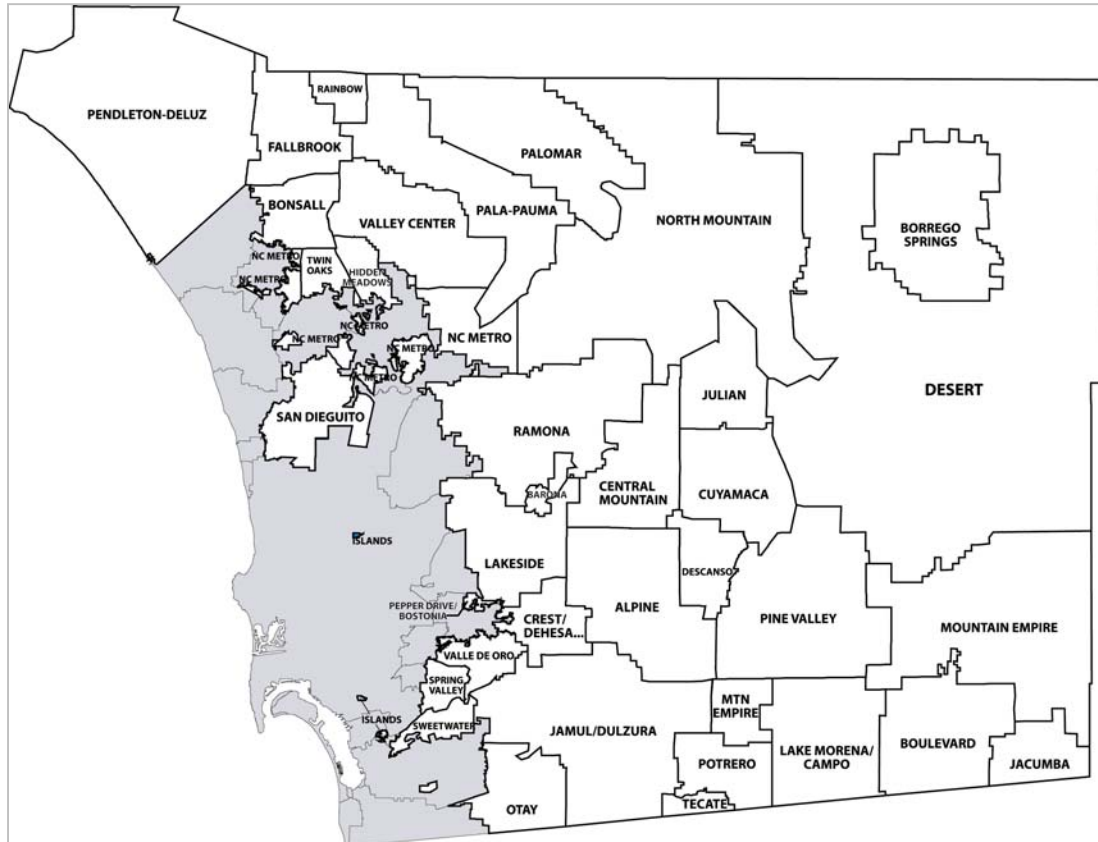 RAINBOW
PENDLETON-DELUZ
FALLBROOK
PALOMAR
BONSALL
VALLEY CENTER
PALA-PAUMA
NORTH MOUNTAIN
BORREGO
SPRINGS
NC METRO
TWIN
OAKS
HIDDEN
MEADOWS
NC METRO
NC METRO
NC METRO
NC METRO
NC METRO
NC METRO
DESERT
JULIAN
SAN DIEGUITO
RAMONA
CENTRAL
MOUNTAIN
CUYAMACA
BARONA
ISLANDS
LAKESIDE
DESCANSO
PEPPER DRIVE/
BOSTONIA
CREST/
DEHESA...
ALPINE
PINE VALLEY
MOUNTAIN EMPIRE
VALLE DE ORO
SPRING
VALLEY
ISLANDS
SWEETWATER
JAMUL/DULZURA
MTN
EMPIRE
LAKE MORENA/
CAMPO
BOULEVARD
POTRERO
JACUMBA
OTAY
TECATE